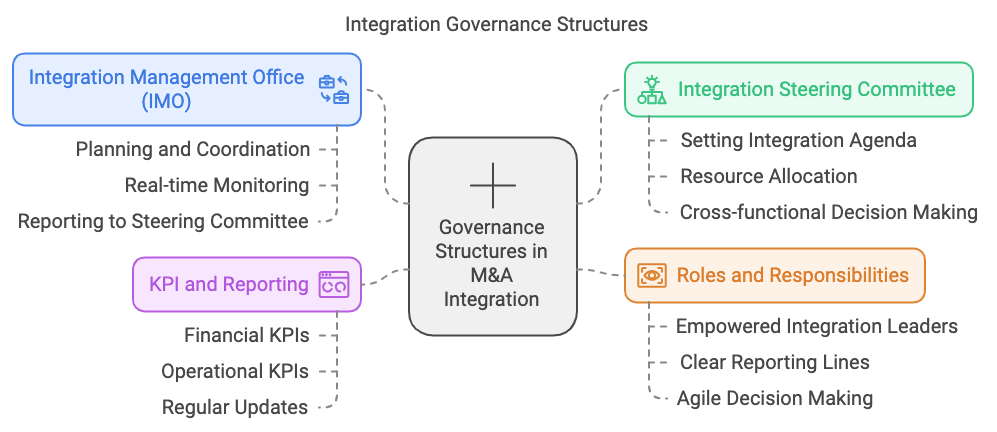 Integration Governance Structures
Integration Management Office
(IMO)
Planning and Coordination
Real-time Monitoring
Reporting to Steering Committee
KPI and Reporting
Financial KPIs
Operational KPIs
Regular Updates
Governance
Structures in
M&A
Integration
Integration Steering Committee
Setting Integration Agenda
Resource Allocation
Cross-functional Decision Making
Roles and Responsibilities
Empowered Integration Leaders
Clear Reporting Lines
Agile Decision Making